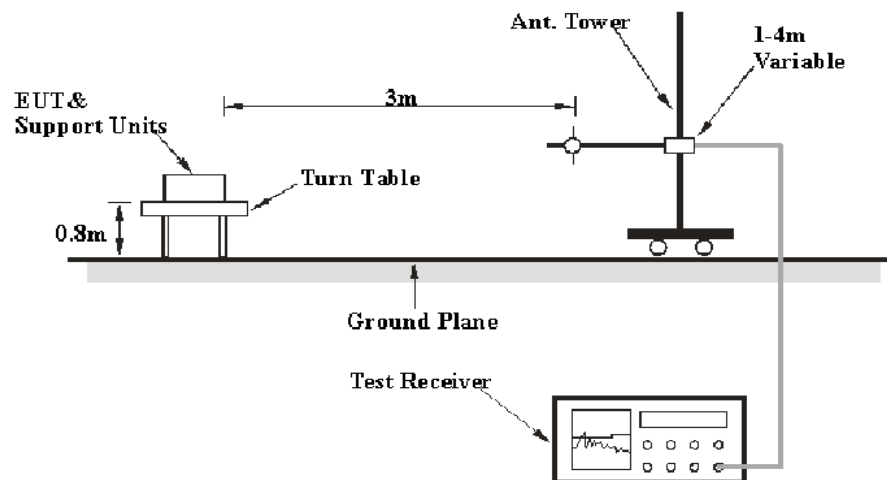 Ant. Tower
1-4m
Variable
3m
EUT&
Support Units
Turn Table
0.8m
Ground Plane
Test Receiver